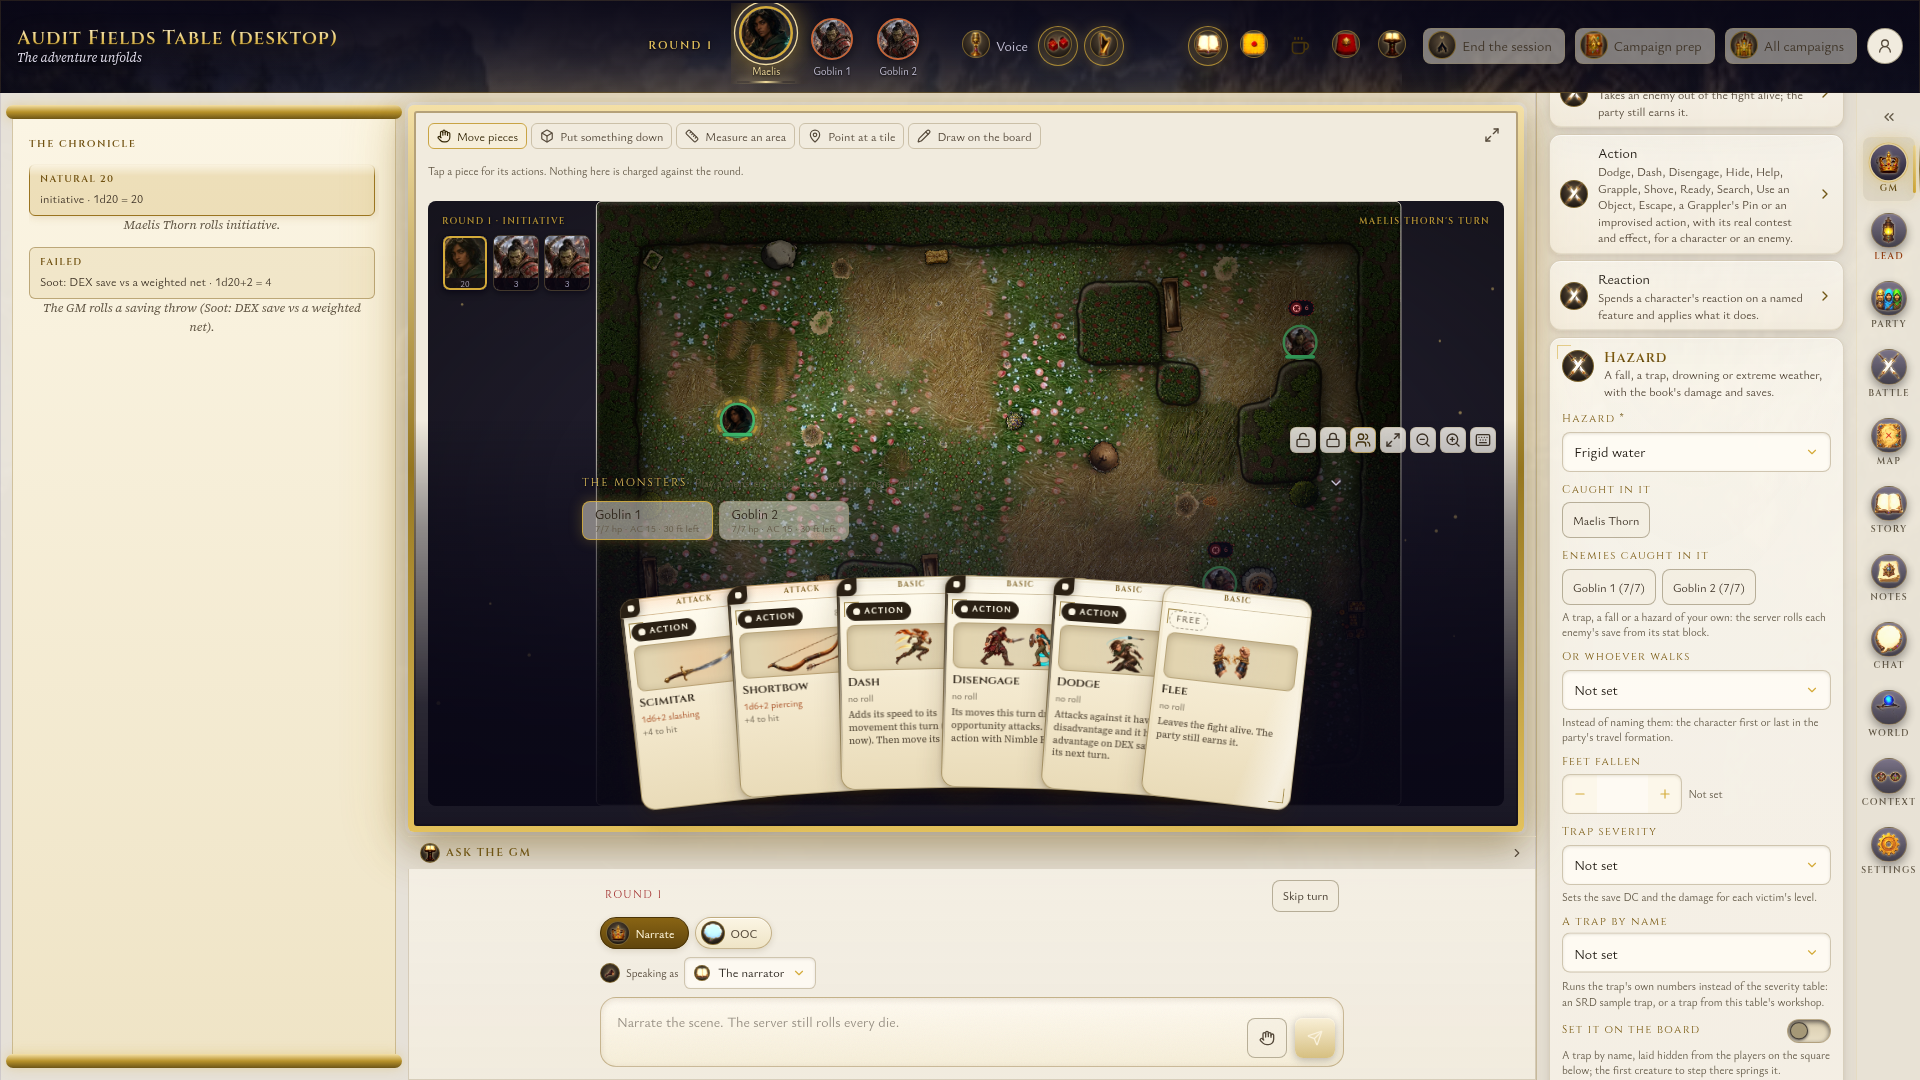 AUDIT FIELDS TABLE (DESKTOP)
The adventure unfolds
ROUND 1
Maelis
Goblin 1
Goblin 2
Voice
End the session
Campaign prep
All campaigns
THE CHRONICLE
NATURAL 20
initiative · 1d20 = 20
Maelis Thorn rolls initiative.
FAILED
Soot: DEX save vs a weighted net · 1d20+2 = 4
The GM rolls a saving throw (Soot: DEX save vs a weighted
net).
Move pieces
Put something down
Measure an area
Point at a tile
Draw on the board
Tap a piece for its actions. Nothing here is charged against the round.
ROUND 1 · INITIATIVE
MAELIS THORN'S TURN
20
3
3
6
6
THE MONSTERS
Goblin 1
7/7 hp · AC 15 · 30 ft left
Goblin 2
7/7 hp · AC 15 · 30 ft left
ATTACK
ACTION
SCIMITAR
1d6+2 slashing
+4 to hit
ATTACK
ACTION
SHORTBOW
1d6+2 piercing
+4 to hit
BASIC
ACTION
DASH
no roll
Adds its speed to its
movement this turn
now). Then move its
BASIC
ACTION
DISENGAGE
no roll
Its moves this turn dr
opportunity attacks.
action with Nimble E
BASIC
ACTION
DODGE
no roll
Attacks against it hav
disadvantage and it h
advantage on DEX sa
its next turn.
BASIC
FREE
FLEE
no roll
Leaves the fight alive. The
party still earns it.
ASK THE GM
ROUND 1
Skip turn
Narrate
OOC
Speaking as
The narrator
Narrate the scene. The server still rolls every die.
Takes an enemy out of the fight alive; the
party still earns it.
Action
Dodge, Dash, Disengage, Hide, Help,
Grapple, Shove, Ready, Search, Use an
Object, Escape, a Grappler's Pin or an
improvised action, with its real contest
and effect, for a character or an enemy.
Reaction
Spends a character's reaction on a named
feature and applies what it does.
HAZARD
A fall, a trap, drowning or extreme weather,
with the book's damage and saves.
HAZARD *
Frigid water
CAUGHT IN IT
Maelis Thorn
ENEMIES CAUGHT IN IT
Goblin 1 (7/7)
Goblin 2 (7/7)
A trap, a fall or a hazard of your own: the server rolls each
enemy's save from its stat block.
OR WHOEVER WALKS
Not set
Instead of naming them: the character first or last in the
party's travel formation.
FEET FALLEN
Not set
TRAP SEVERITY
Not set
Sets the save DC and the damage for each victim's level.
A TRAP BY NAME
Not set
Runs the trap's own numbers instead of the severity table:
an SRD sample trap, or a trap from this table's workshop.
SET IT ON THE BOARD
A trap by name, laid hidden from the players on the square
below; the first creature to step there springs it.
GM
LEAD
PARTY
BATTLE
MAP
STORY
NOTES
CHAT
WORLD
CONTEXT
SETTINGS